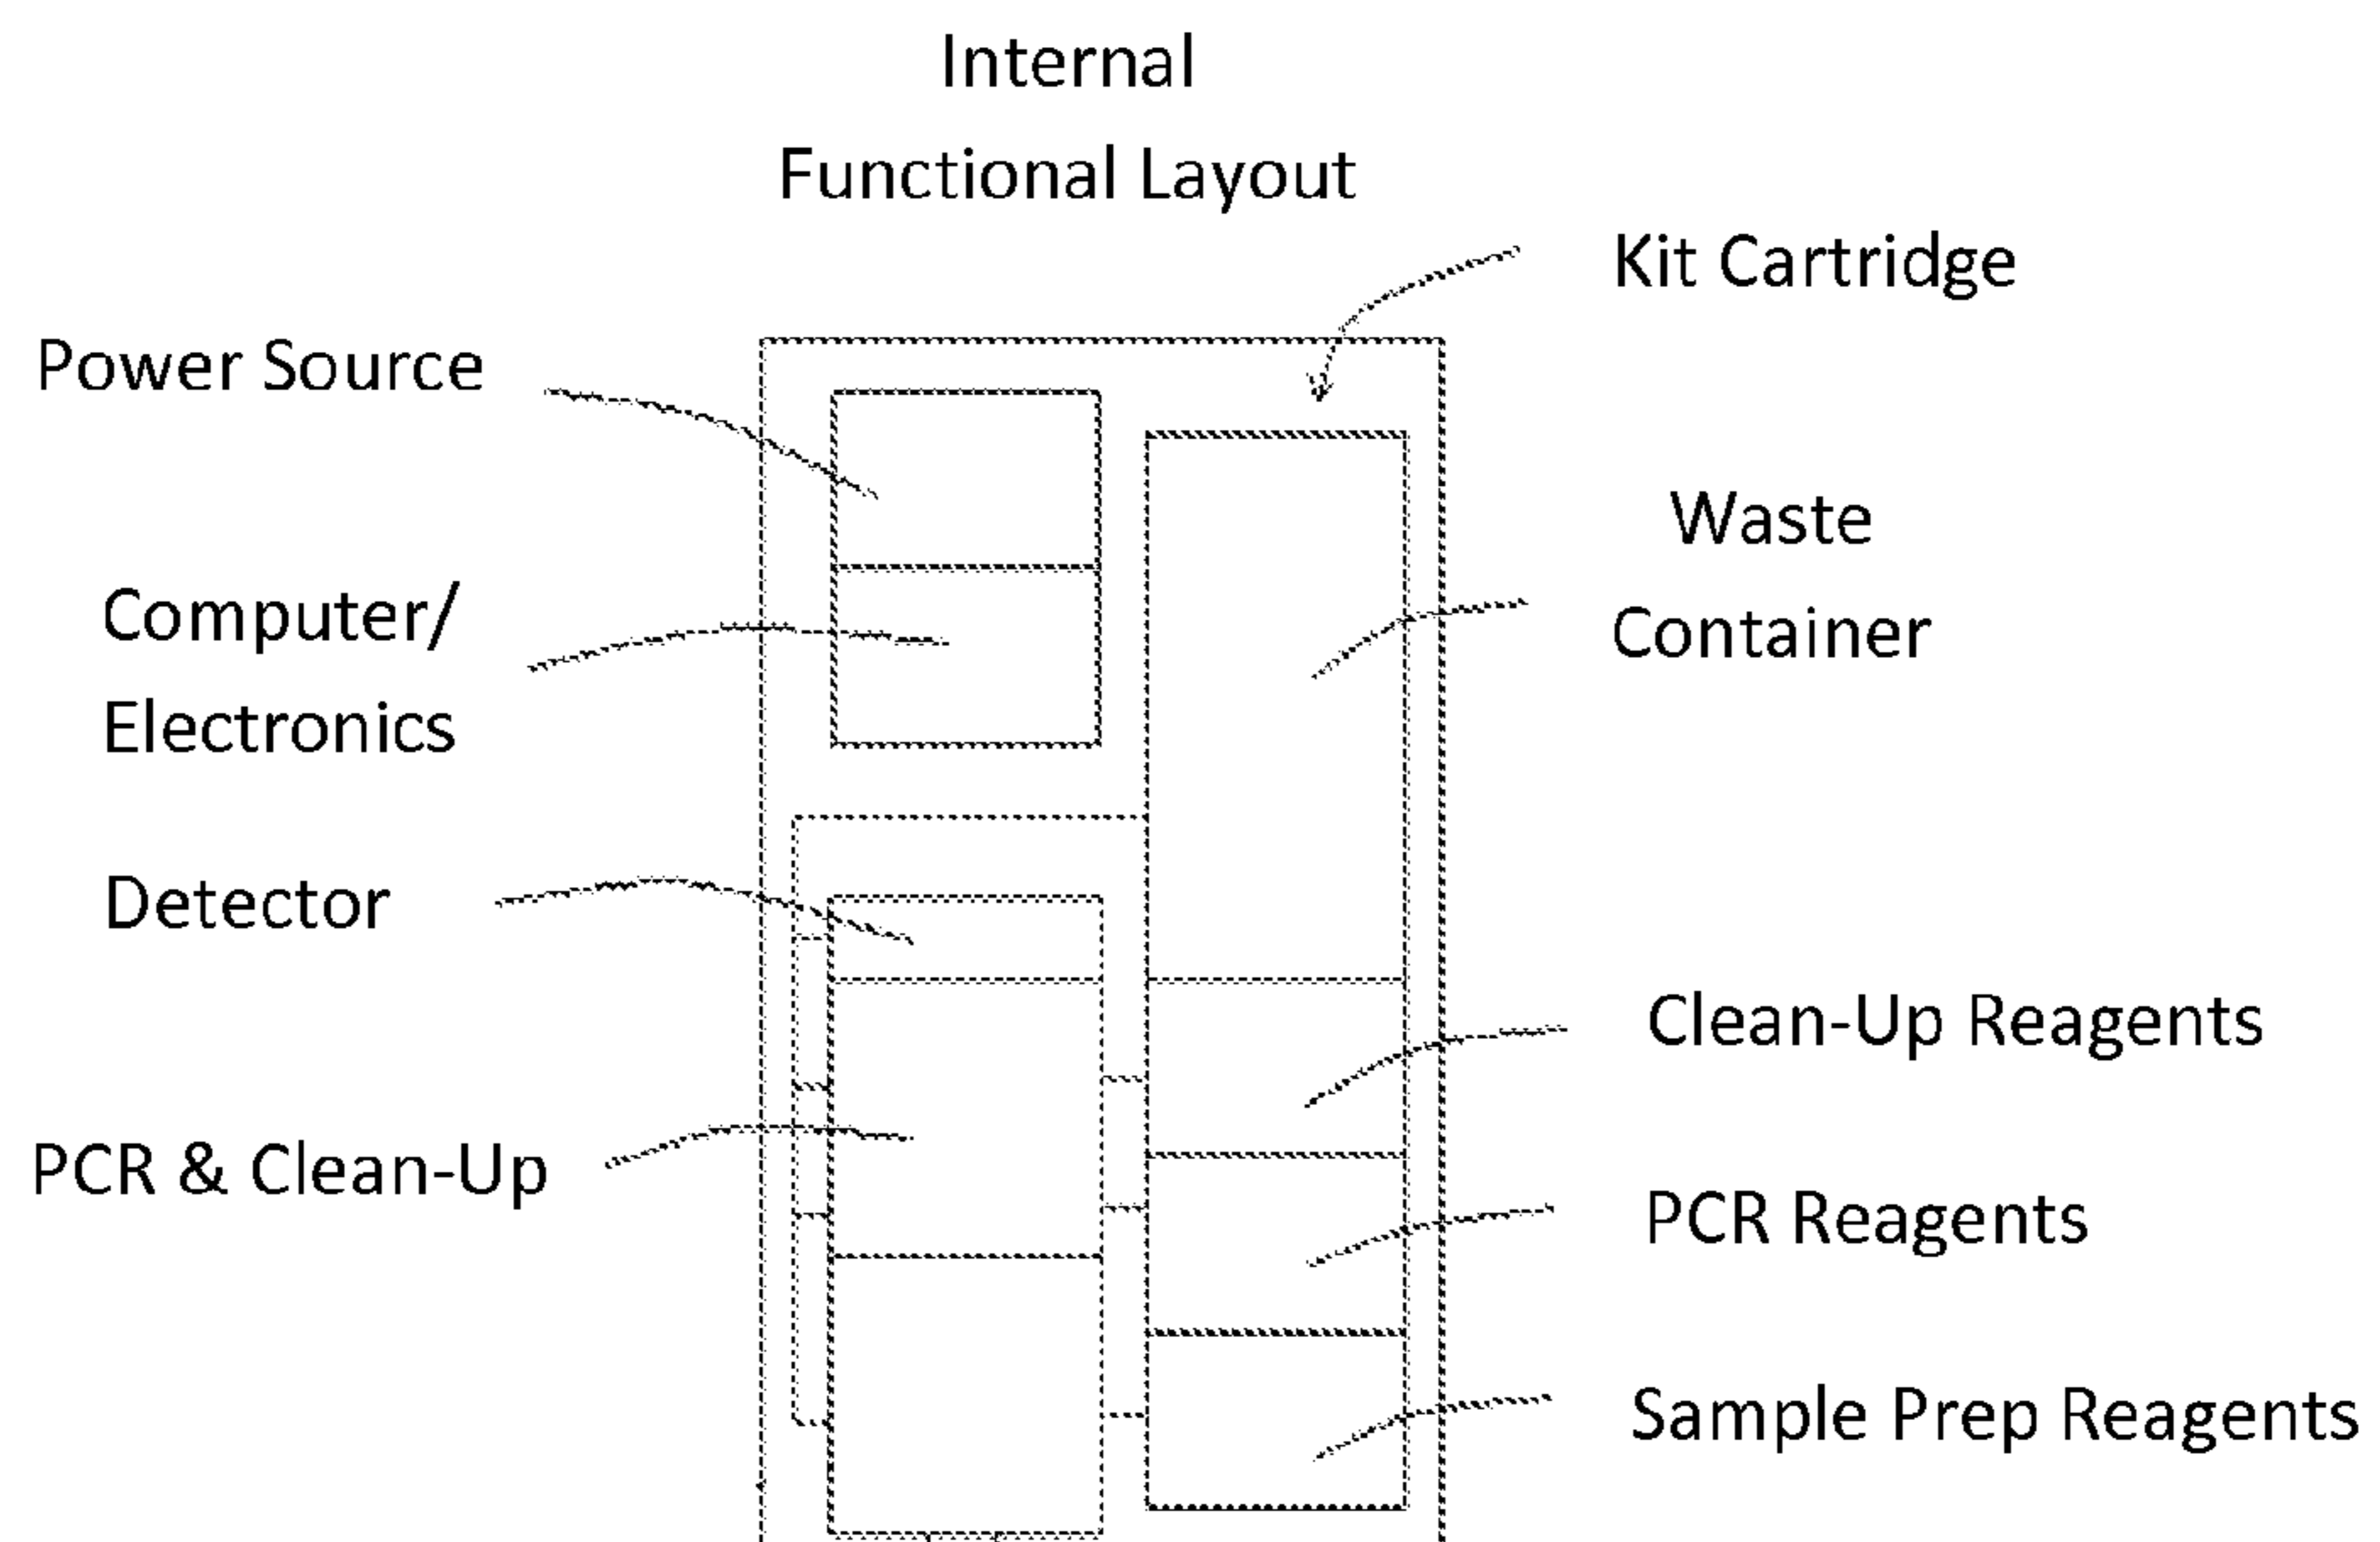 Internal
Functional Layout
Kit Cartridge
Power Source
Waste
Container
Computer/
Electronics
Detector
Clean-Up Reagents
PCR & Clean-Up
PCR Reagents
Sample Prep Reagents